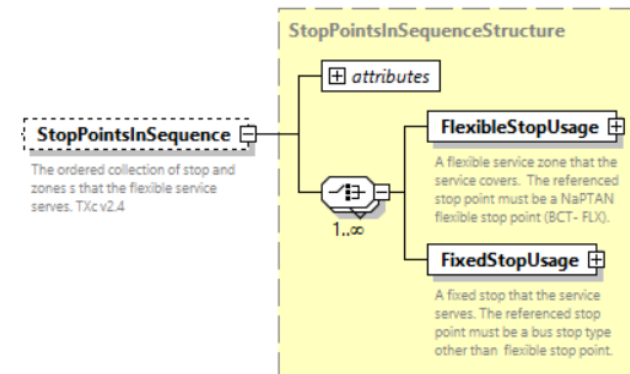 StopPointsInSequenceStructure
attributes
StopPointsInSequence
The ordered collection of stop and
zones s that the flexible service
serves. TXc v2.4
1..∞
FlexibleStopUsage
A flexible service zone that the
service covers. The referenced
stop point must be a NaPTAN
flexible stop point (BCT- FLX).
FixedStopUsage
A fixed stop that the service
serves. The referenced stop
point must be a bus stop type
other than flexible stop point.